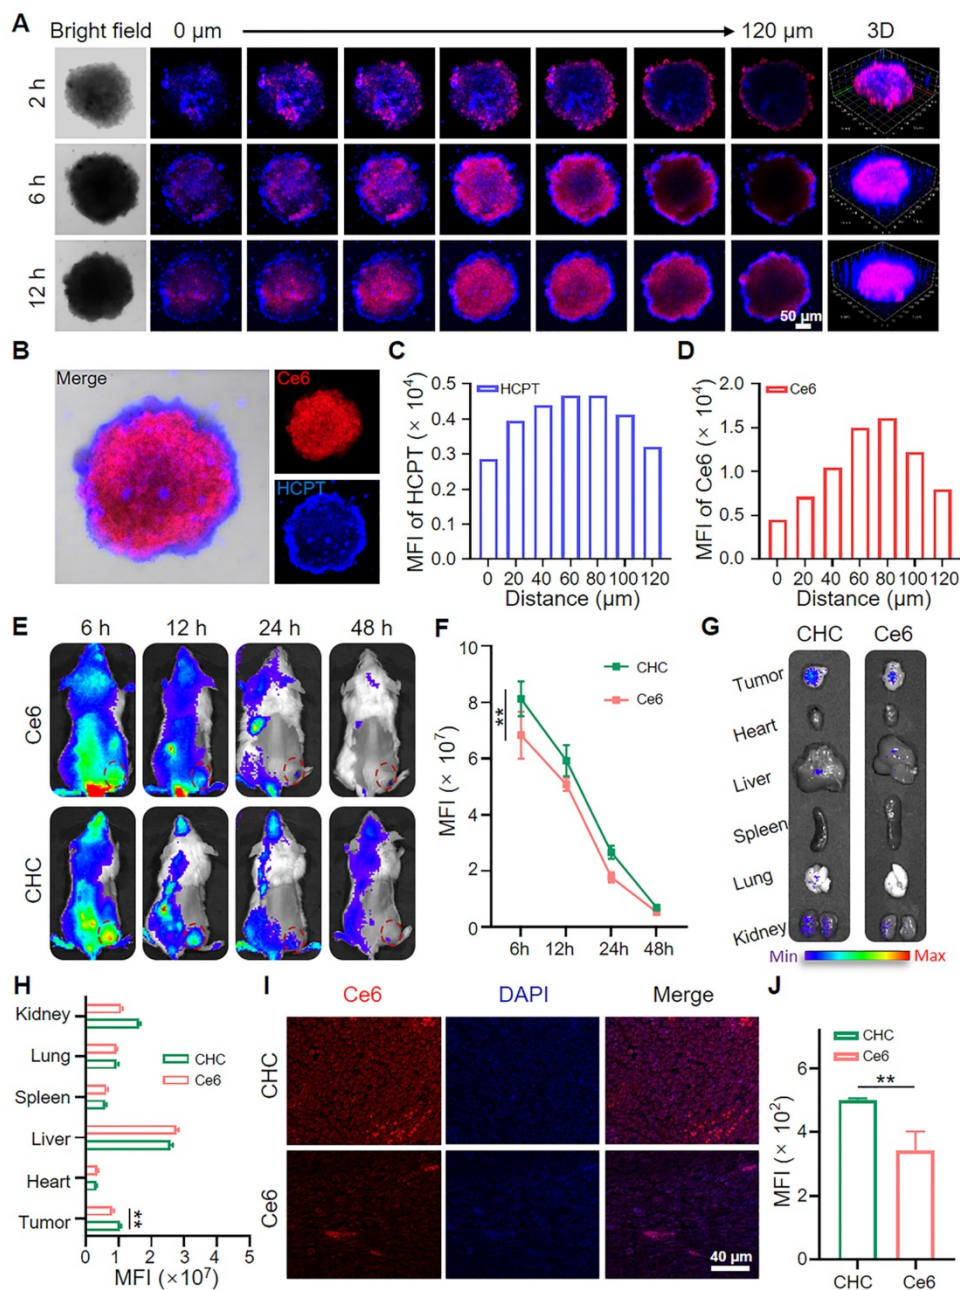 A
Bright field 0 µm 120 µm 3D
2 h
6 h
12 h
50 µm
B
Merge
Ce6
HCPT
C
HCPT
MFI of HCPT (× 10⁴)
0.5
0.4
0.3
0.2
0.1
0.0
0 20 40 60 80 100 120
Distance (µm)
D
Ce6
MFI of Ce6 (× 10⁴)
2.0
1.5
1.0
0.5
0.0
0 20 40 60 80 100 120
Distance (µm)
E
6 h 12 h 24 h 48 h
Ce6
CHC
F
CHC
Ce6
**
MFI (× 10⁷)
10
8
6
4
2
0
6h 12h 24h 48h
G
CHC Ce6
Tumor
Heart
Liver
Spleen
Lung
Kidney
Min Max
H
Kidney
Lung
Spleen
Liver
Heart
Tumor
CHC
Ce6
**
0 1 2 3 4 5
MFI (×10⁷)
I
Ce6 DAPI Merge
CHC
Ce6
40 µm
J
CHC
Ce6
**
MFI (× 10²)
6
4
2
0
CHC Ce6